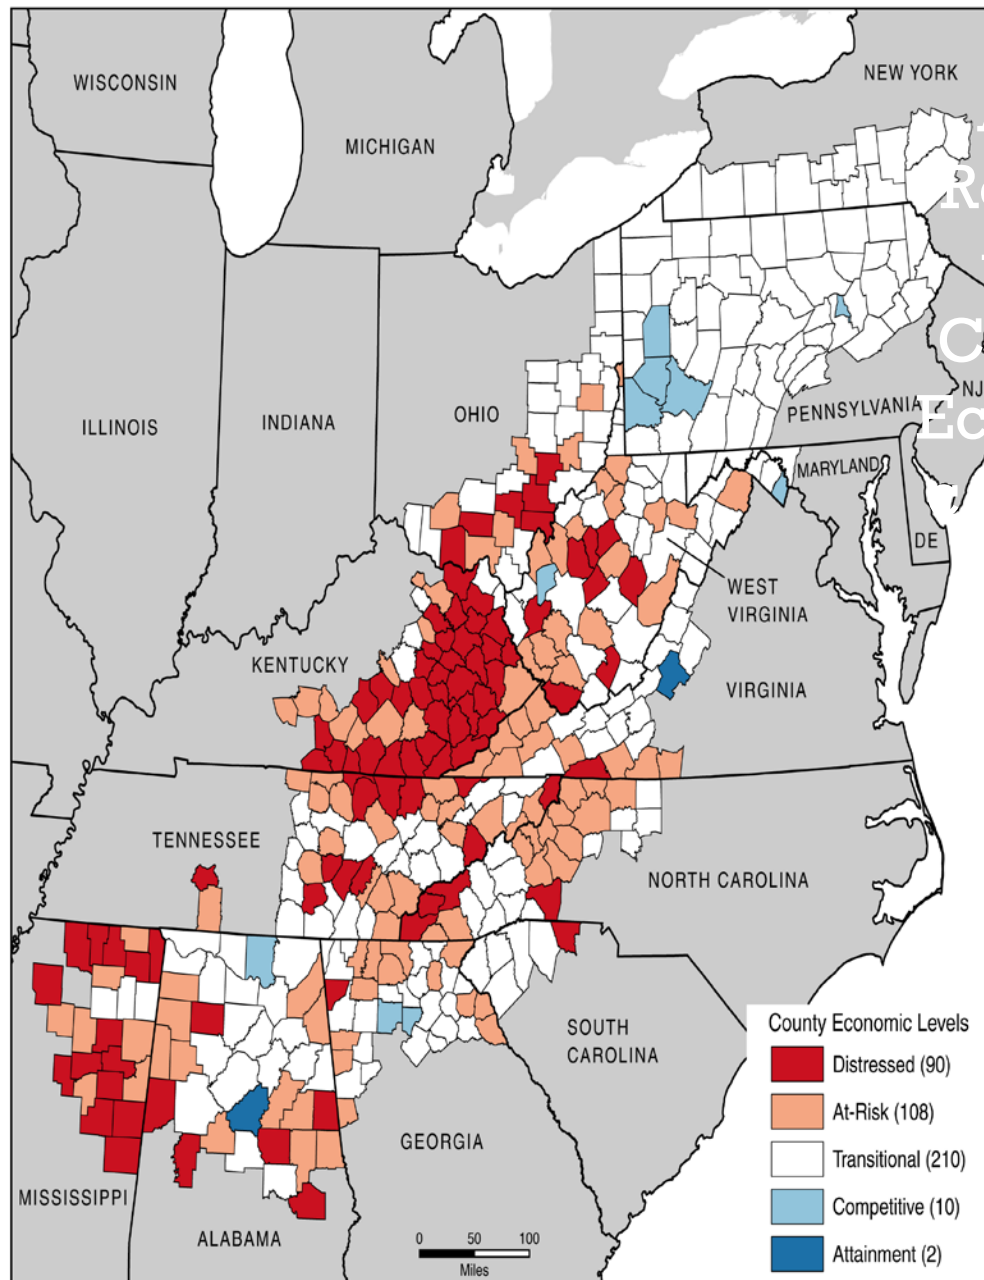 NEW YORK
WISCONSIN
MICHIGAN
PENNSYLVANIA
NJ
ILLINOIS
INDIANA
OHIO
MARYLAND
DE
WEST
VIRGINIA
KENTUCKY
VIRGINIA
TENNESSEE
NORTH CAROLINA
SOUTH
CAROLINA
GEORGIA
MISSISSIPPI
ALABAMA
0 50 100
Miles
County Economic Levels
Distressed (90)
At-Risk (108)
Transitional (210)
Competitive (10)
Attainment (2)